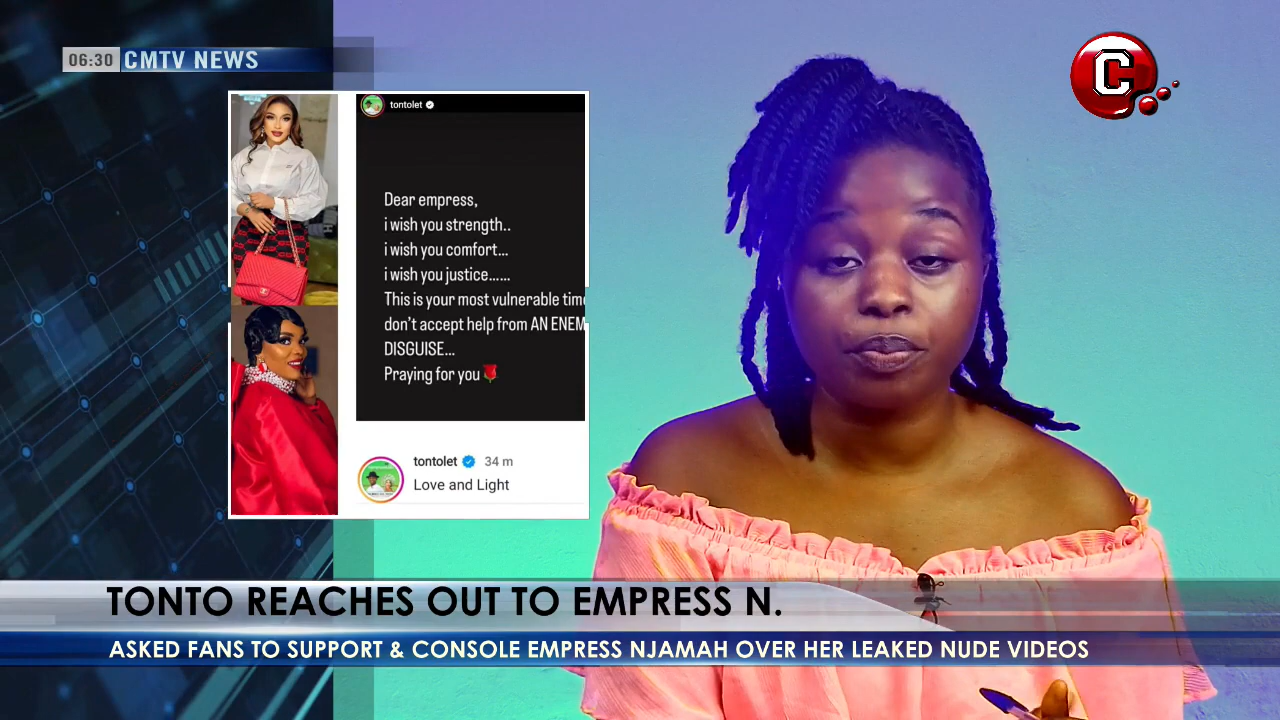 06:30 CMTV NEWS
C
tontolet
Dear empress,
i wish you strength..
i wish you comfort...
i wish you justice......
This is your most vulnerable time
don't accept help from AN ENEM
DISGUISE...
Praying for you🌹
tontolet 34 m
Love and Light
TONTO REACHES OUT TO EMPRESS N.
ASKED FANS TO SUPPORT & CONSOLE EMPRESS NJAMAH OVER HER LEAKED NUDE VIDEOS